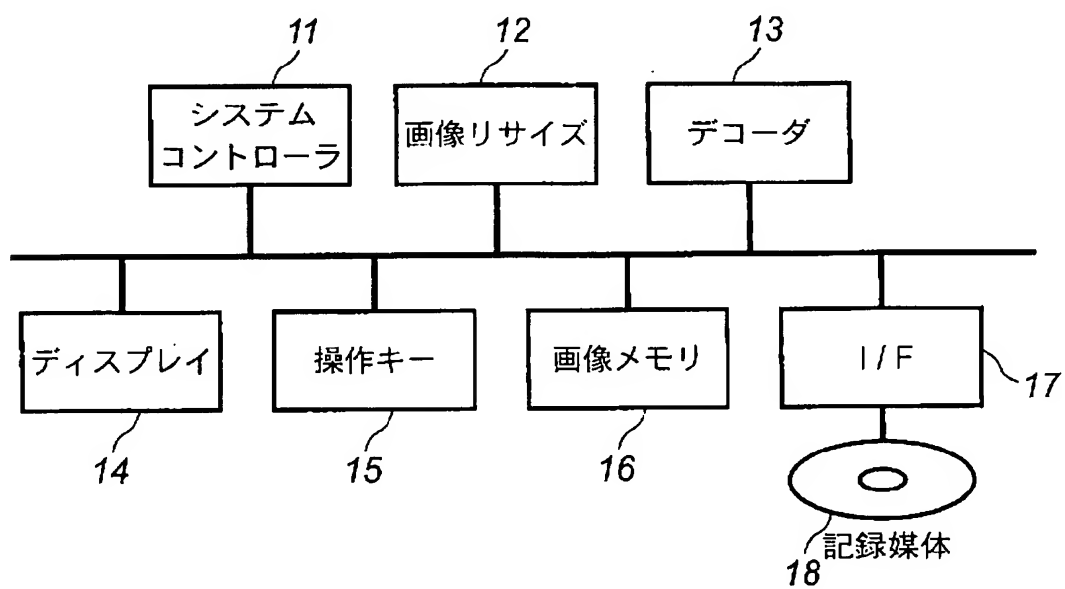 11
12
13
システム
コントローラ
画像リサイズ
デコーダ
ディスプレイ
操作キー
画像メモリ
I/F
17
14
15
16
18
記録媒体